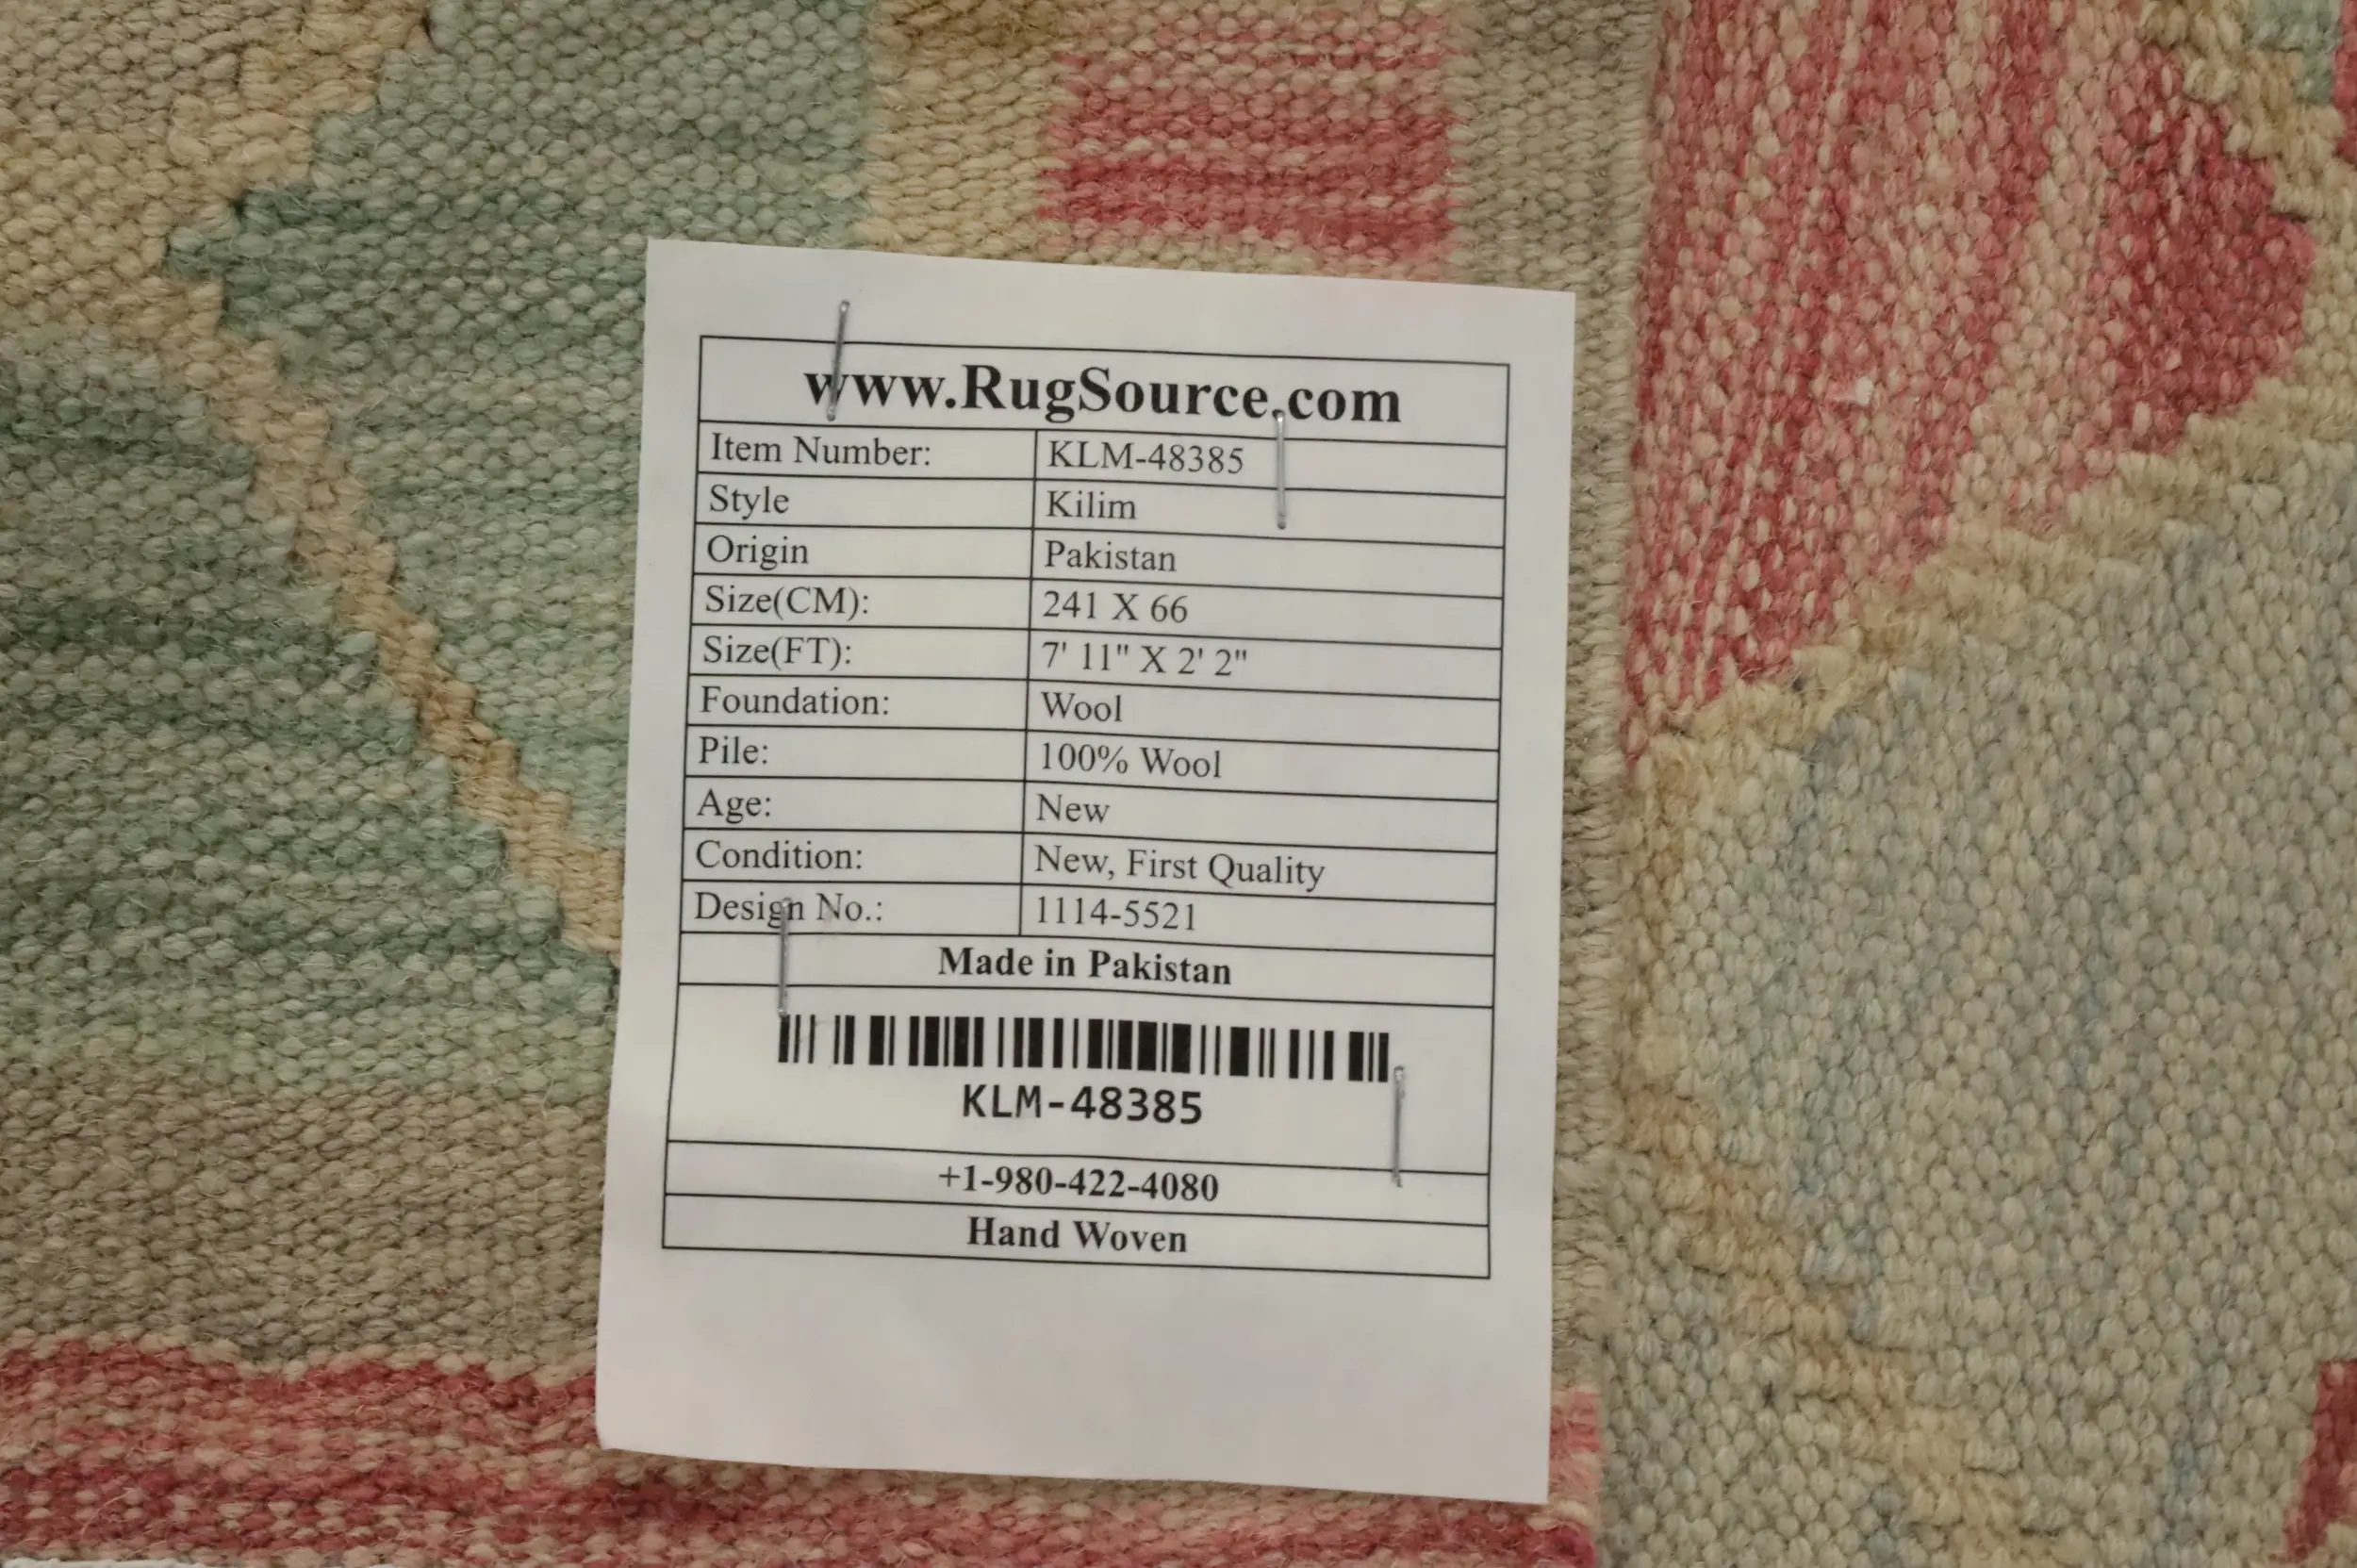 www.RugSource.com
Item Number: KLM-48385
Style Kilim
Origin Pakistan
Size(CM): 241 X 66
Size(FT): 7' 11" X 2' 2"
Foundation: Wool
Pile: 100% Wool
Age: New
Condition: New, First Quality
Design No.: 1114-5521
Made in Pakistan
KLM-48385
+1-980-422-4080
Hand Woven